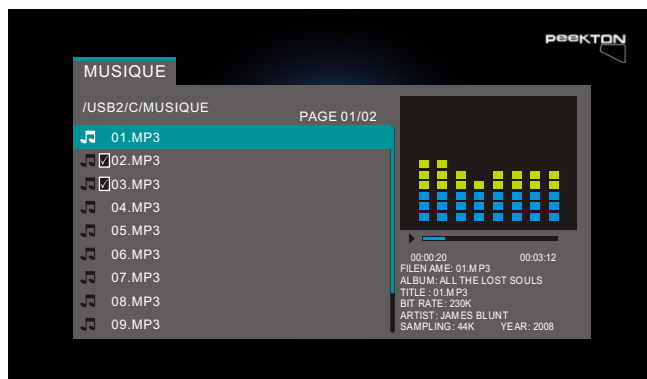 PEEKTON
MUSIQUE
/USB2/C/MUSIQUE
PAGE 01/02
01.MP3
02.MP3
03.MP3
04.MP3
05.MP3
06.MP3
07.MP3
08.MP3
09.MP3
00:00:20 00:03:12
FILEN AME: 01.MP3
ALBUM: ALL THE LOST SOULS
TITLE : 01.MP3
BIT RATE: 230K
ARTIST: JAMES BLUNT
SAMPLING: 44K YEAR: 2008